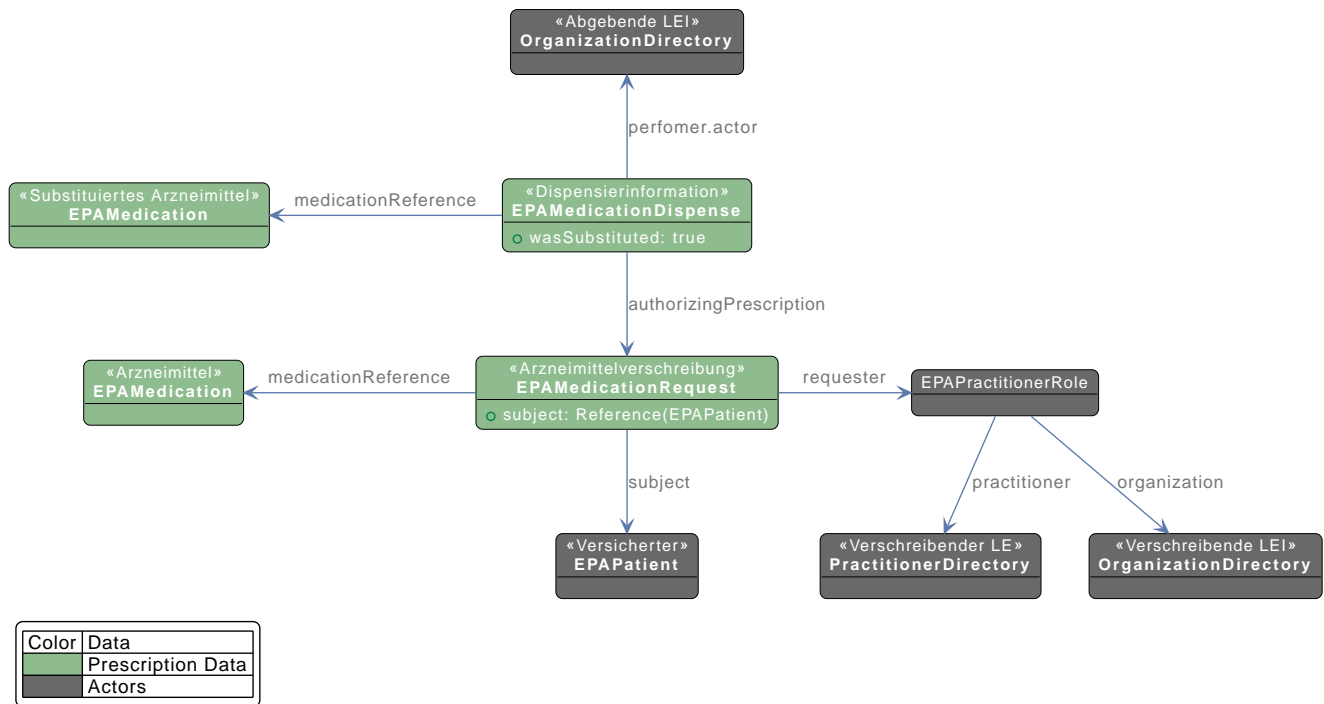 «Abgebende LEI»
OrganizationDirectory
perfomer.actor
«Substituiertes Arzneimittel»
EPAMedication
medicationReference
«Dispensierinformation»
EPAMedicationDispense
wasSubstituted: true
authorizingPrescription
«Arzneimittel»
EPAMedication
medicationReference
«Arzneimittelverschreibung»
EPAMedicationRequest
subject: Reference(EPAPatient)
requester
EPAPractitionerRole
subject
practitioner
organization
«Versicherter»
EPAPatient
«Verschreibender LE»
PractitionerDirectory
«Verschreibende LEI»
OrganizationDirectory
Color Data
Prescription Data
Actors